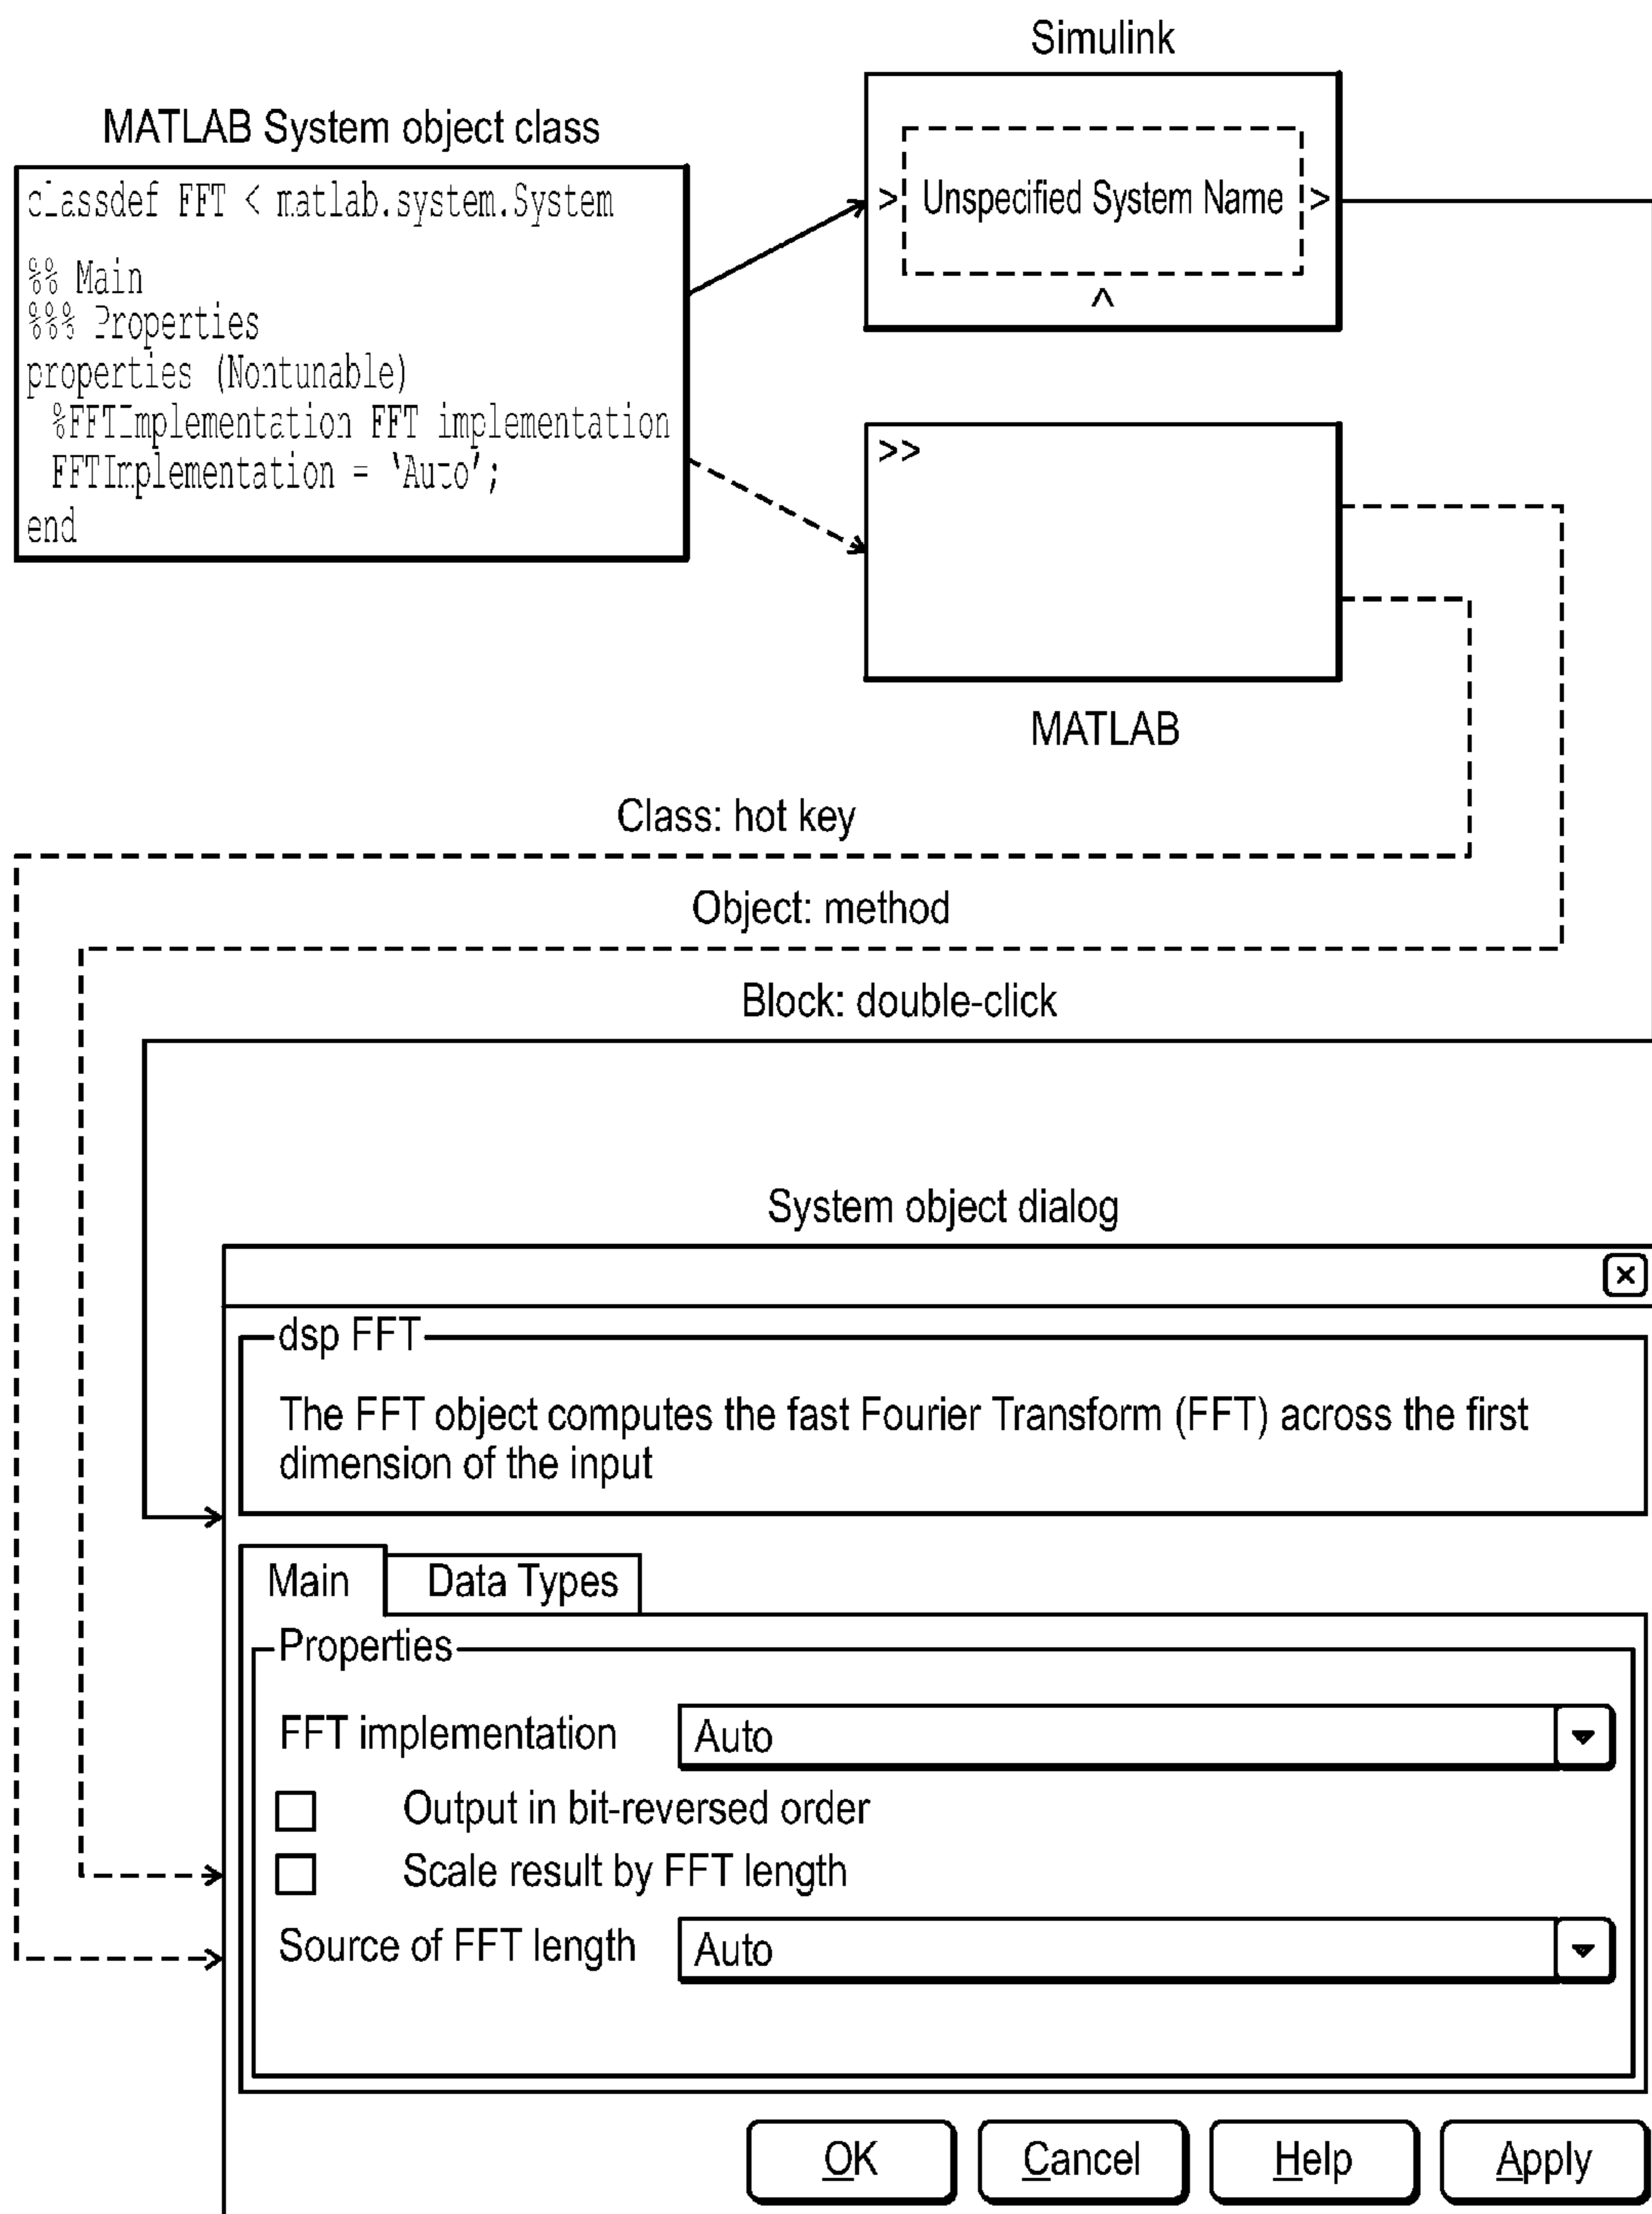 Simulink
MATLAB System object class
classdef FFT < matlab.system.System
%% Main
%%% Properties
properties (Nontunable)
%FFTImplementation FFT implementation
FFTImplementation = ‘Auto’;
end
> Unspecified System Name >
^
>>
MATLAB
Class: hot key
Object: method
Block: double-click
System object dialog
×
dsp FFT
The FFT object computes the fast Fourier Transform (FFT) across the first
dimension of the input
Main Data Types
Properties
FFT implementation Auto
Output in bit-reversed order
Scale result by FFT length
Source of FFT length Auto
OK Cancel Help Apply